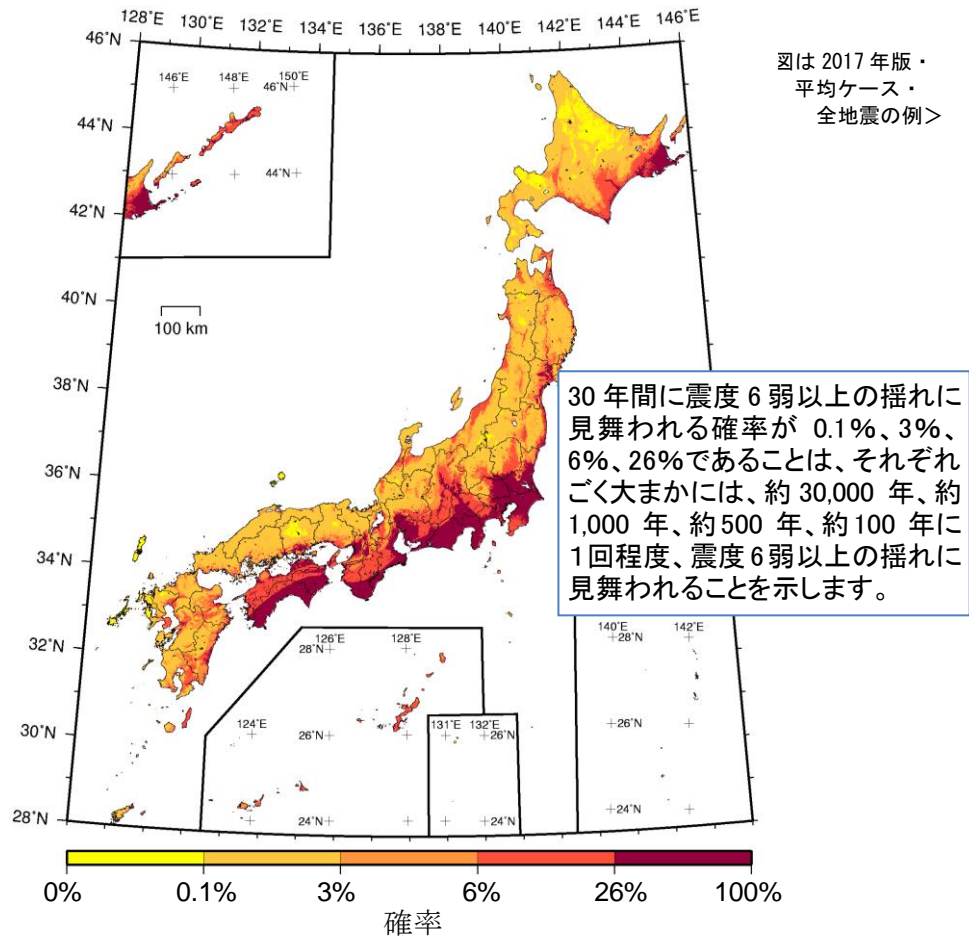 128°E 130°E 132°E 134°E 136°E 138°E 140°E 142°E 144°E 146°E
46°N
図は 2017 年版・
平均ケース・
全地震の例>
146°E 148°E 150°E
46°N
44°N
44°N
42°N
40°N
100 km
38°N
30 年間に震度 6 弱以上の揺れに
見舞われる確率が 0.1%、3%、
6%、26%であることは、それぞれ
ごく大まかには、約 30,000 年、約
1,000 年、約 500 年、約 100 年に
1回程度、震度 6 弱以上の揺れに
見舞われることを示します。
36°N
34°N
32°N
126°E 128°E
28°N
140°E 142°E
28°N
30°N
124°E
26°N
131°E 132°E
26°N
26°N
28°N
24°N
24°N
24°N
0% 0.1% 3% 6% 26% 100%
確率